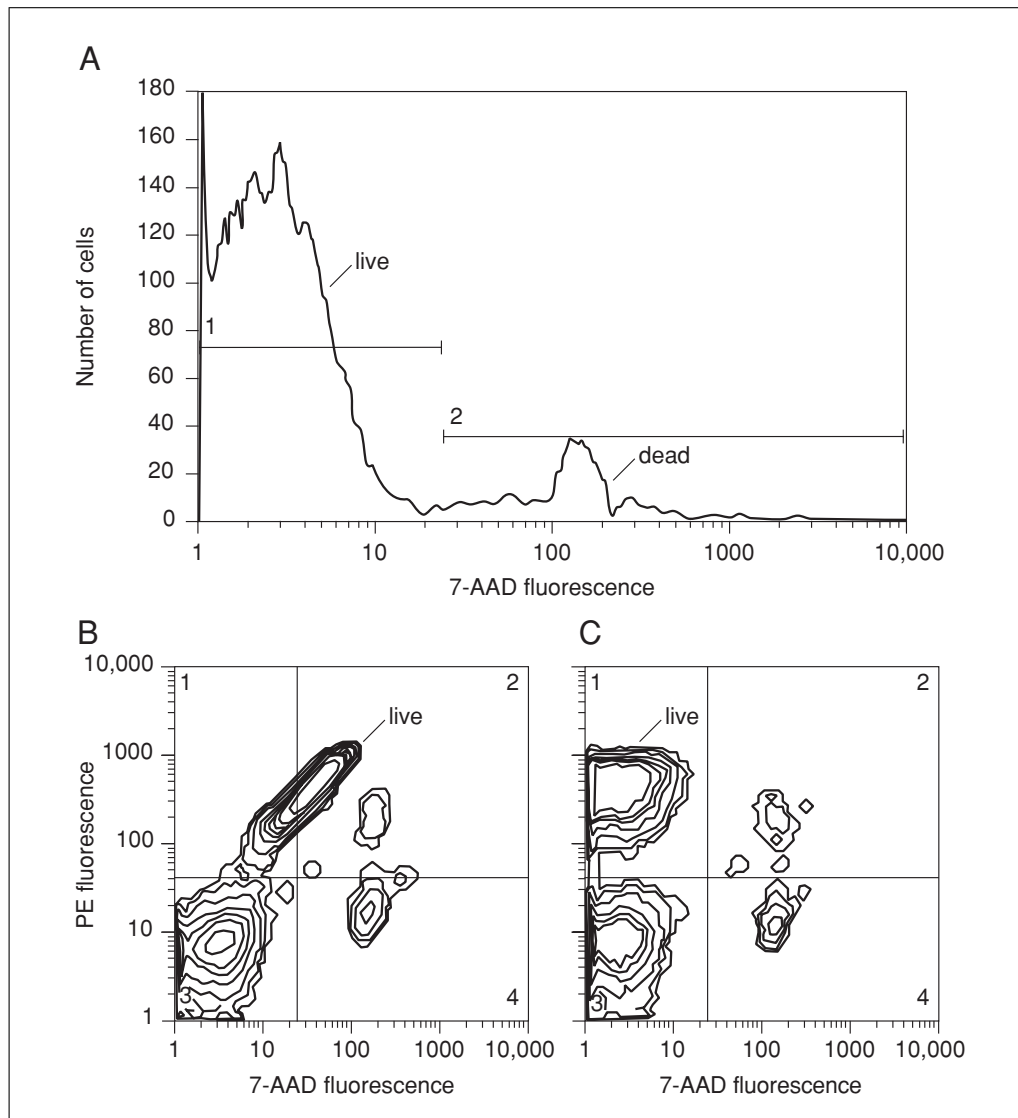 A
180
160
140
120
100
80
60
40
20
0
Number of cells
live
1
2
dead
1 10 100 1000 10,000
7-AAD fluorescence
B
10,000
1000
100
10
1
PE fluorescence
1 2
live
3 4
1 10 100 1000 10,000
7-AAD fluorescence
C
1 2
live
3 4
1 10 100 1000 10,000
7-AAD fluorescence